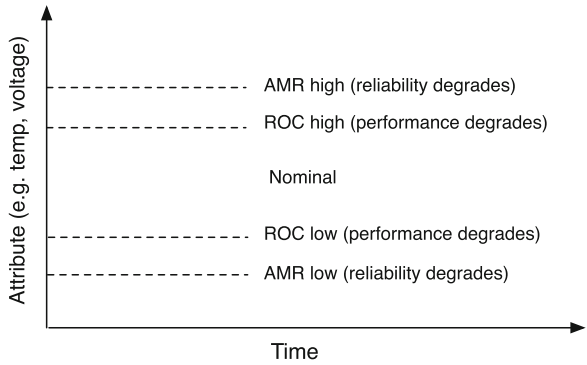 AMR high (reliability degrades)
ROC high (performance degrades)
Nominal
ROC low (performance degrades)
AMR low (reliability degrades)
Attribute (e.g. temp, voltage)
Time